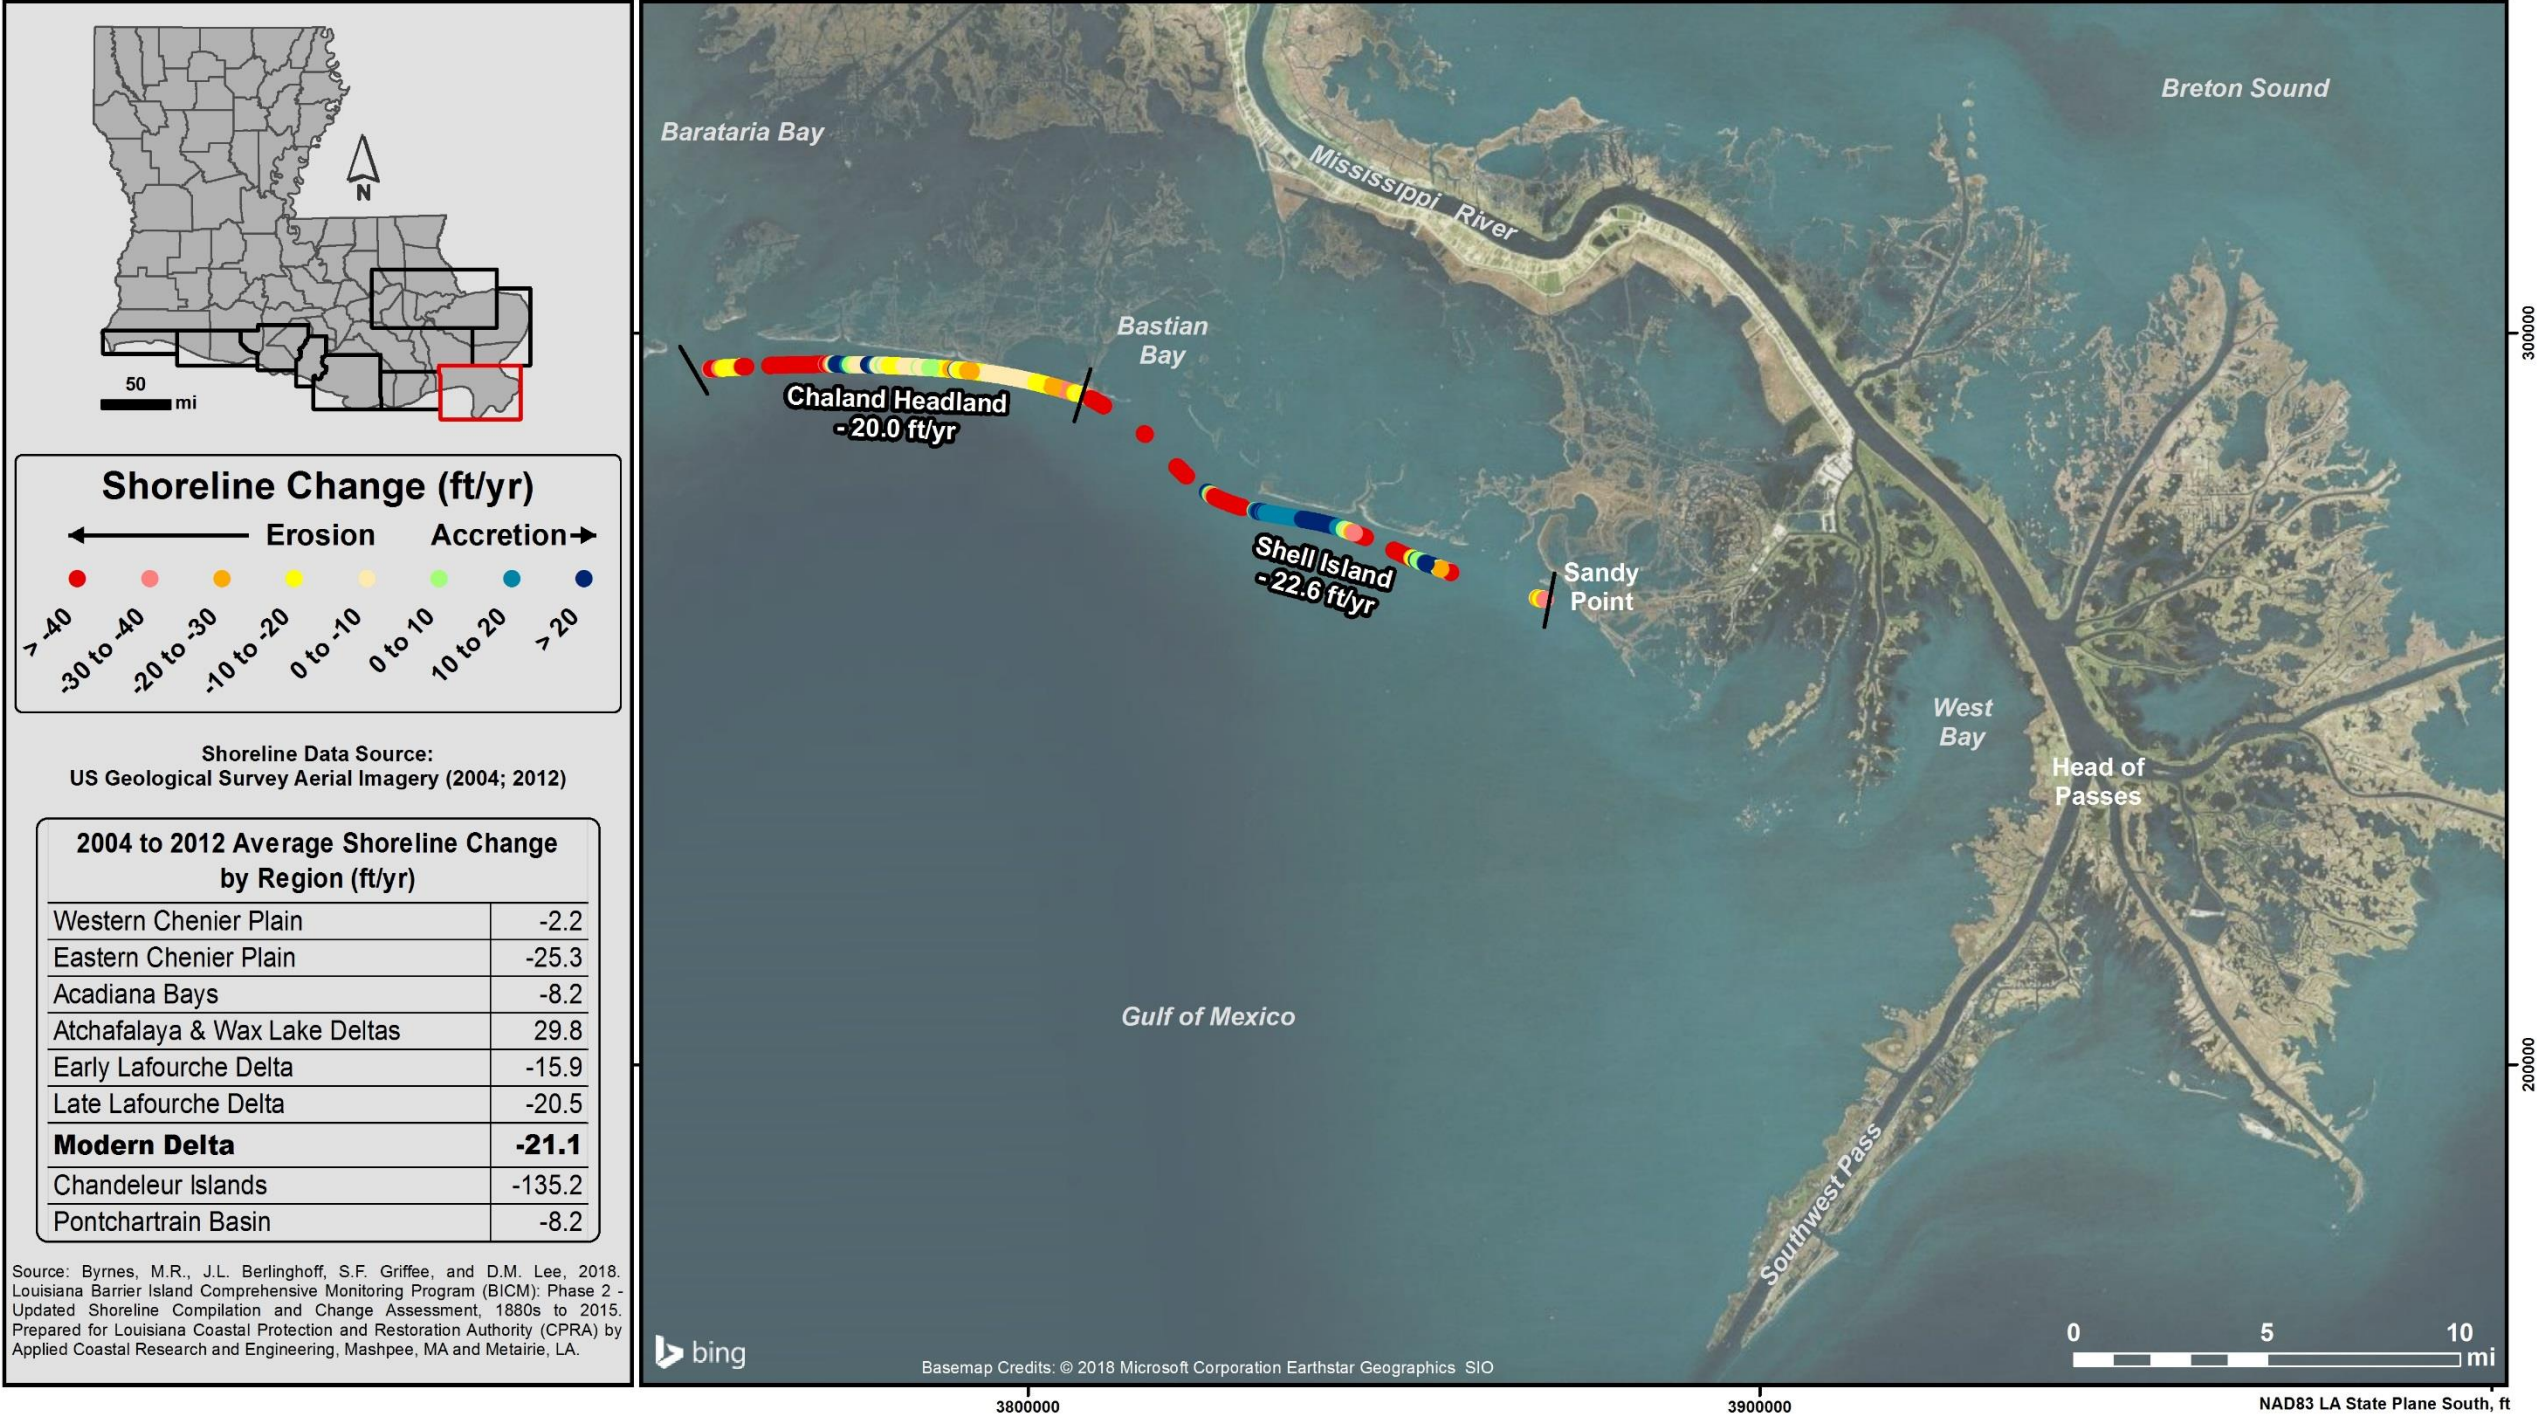 N
50
mi
Shoreline Change (ft/yr)
Erosion Accretion
> -40
-30 to -40
-20 to -30
-10 to -20
0 to -10
0 to 10
10 to 20
> 20
Shoreline Data Source:
US Geological Survey Aerial Imagery (2004; 2012)
2004 to 2012 Average Shoreline Change
by Region (ft/yr)
Western Chenier Plain -2.2
Eastern Chenier Plain -25.3
Acadiana Bays -8.2
Atchafalaya & Wax Lake Deltas 29.8
Early Lafourche Delta -15.9
Late Lafourche Delta -20.5
Modern Delta -21.1
Chandeleur Islands -135.2
Pontchartrain Basin -8.2
Source: Byrnes, M.R., J.L. Berlinghoff, S.F. Griffee, and D.M. Lee, 2018.
Louisiana Barrier Island Comprehensive Monitoring Program (BICM): Phase 2 -
Updated Shoreline Compilation and Change Assessment, 1880s to 2015.
Prepared for Louisiana Coastal Protection and Restoration Authority (CPRA) by
Applied Coastal Research and Engineering, Mashpee, MA and Metairie, LA.
Breton Sound
Barataria Bay
Mississippi River
Bastian
Bay
Chaland Headland
- 20.0 ft/yr
Shell Island
- 22.6 ft/yr
Sandy
Point
West
Bay
Head of
Passes
Gulf of Mexico
Southwest Pass
0 5 10
mi
bing
Basemap Credits: © 2018 Microsoft Corporation Earthstar Geographics SIO
300000
200000
3800000
3900000
NAD83 LA State Plane South, ft